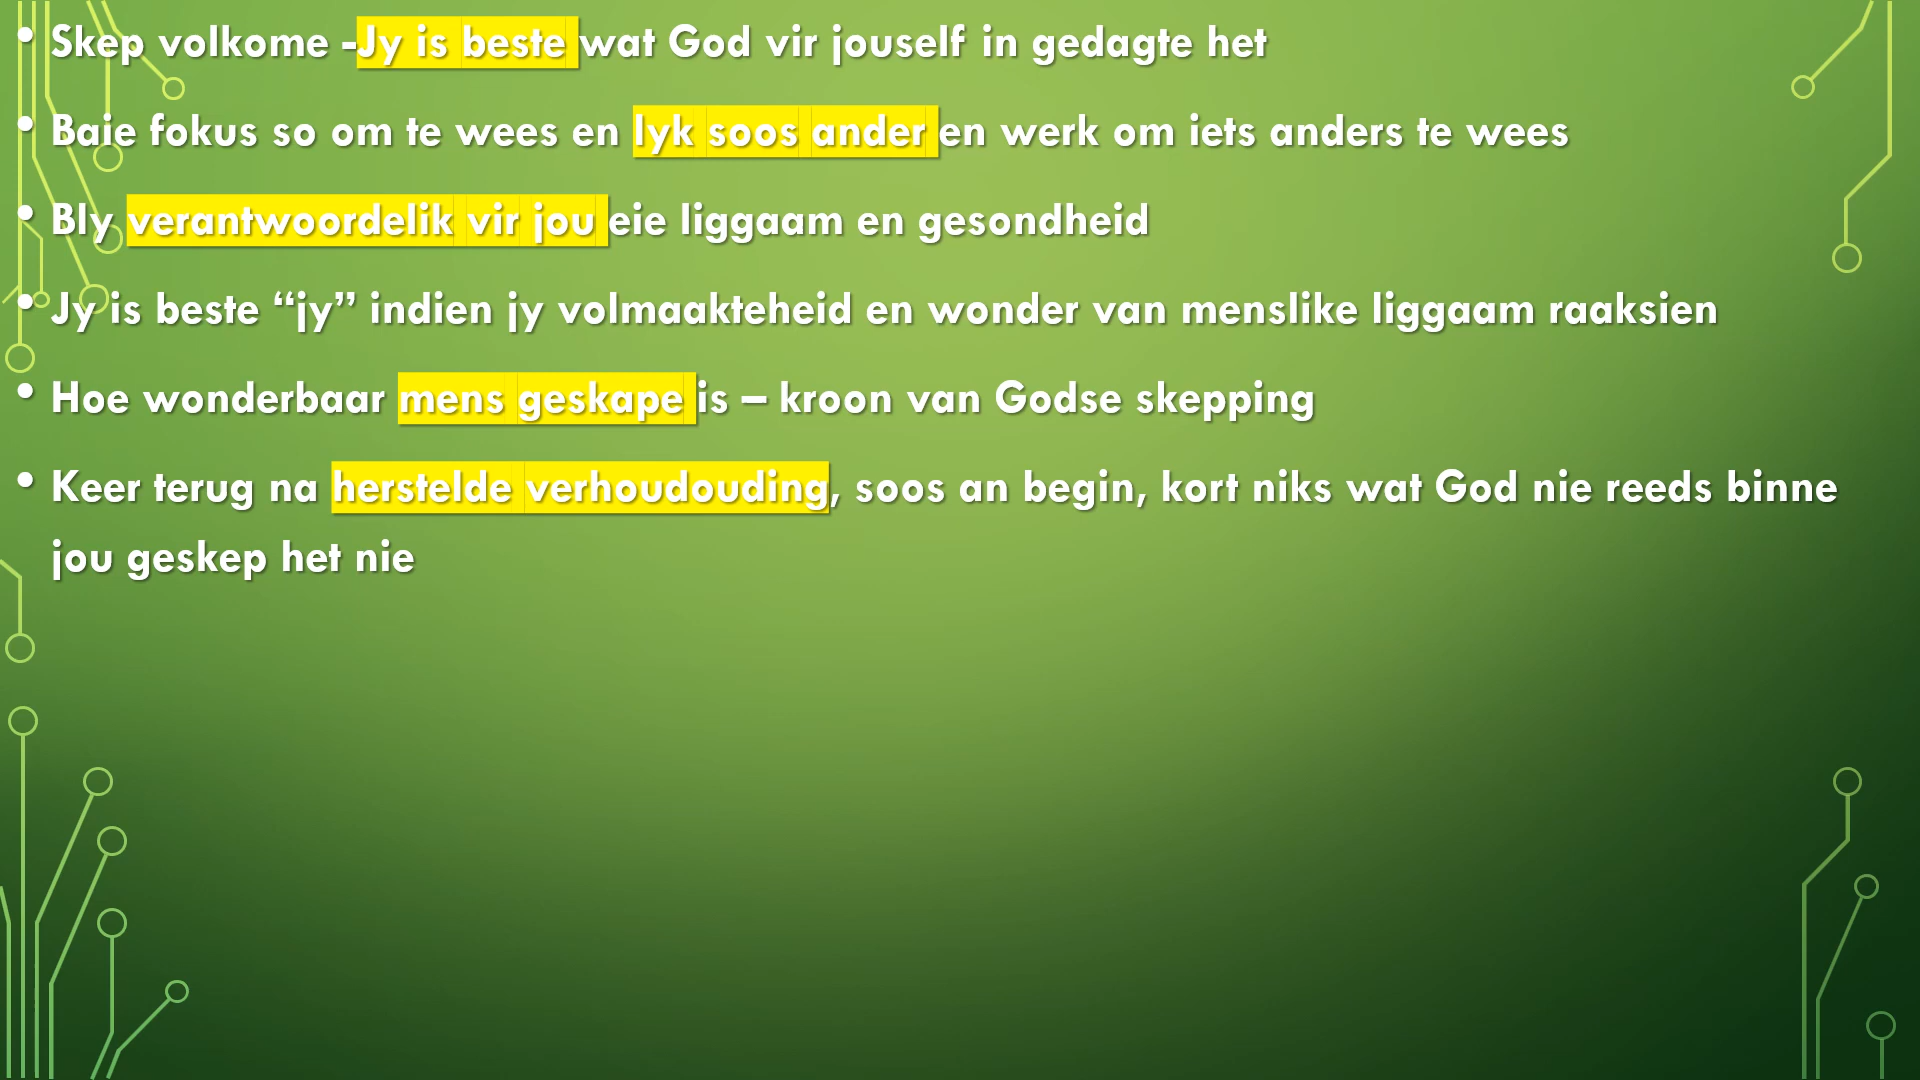 • Skep volkome -Jy is beste wat God vir jouself in gedagte het
• Baie fokus so om te wees en lyk soos ander en werk om iets anders te wees
• Bly verantwoordelik vir jou eie liggaam en gesondheid
• Jy is beste “jy” indien jy volmaakteheid en wonder van menslike liggaam raaksien
• Hoe wonderbaar mens geskape is – kroon van Godse skepping
• Keer terug na herstelde verhoudouding, soos an begin, kort niks wat God nie reeds binne
jou geskep het nie